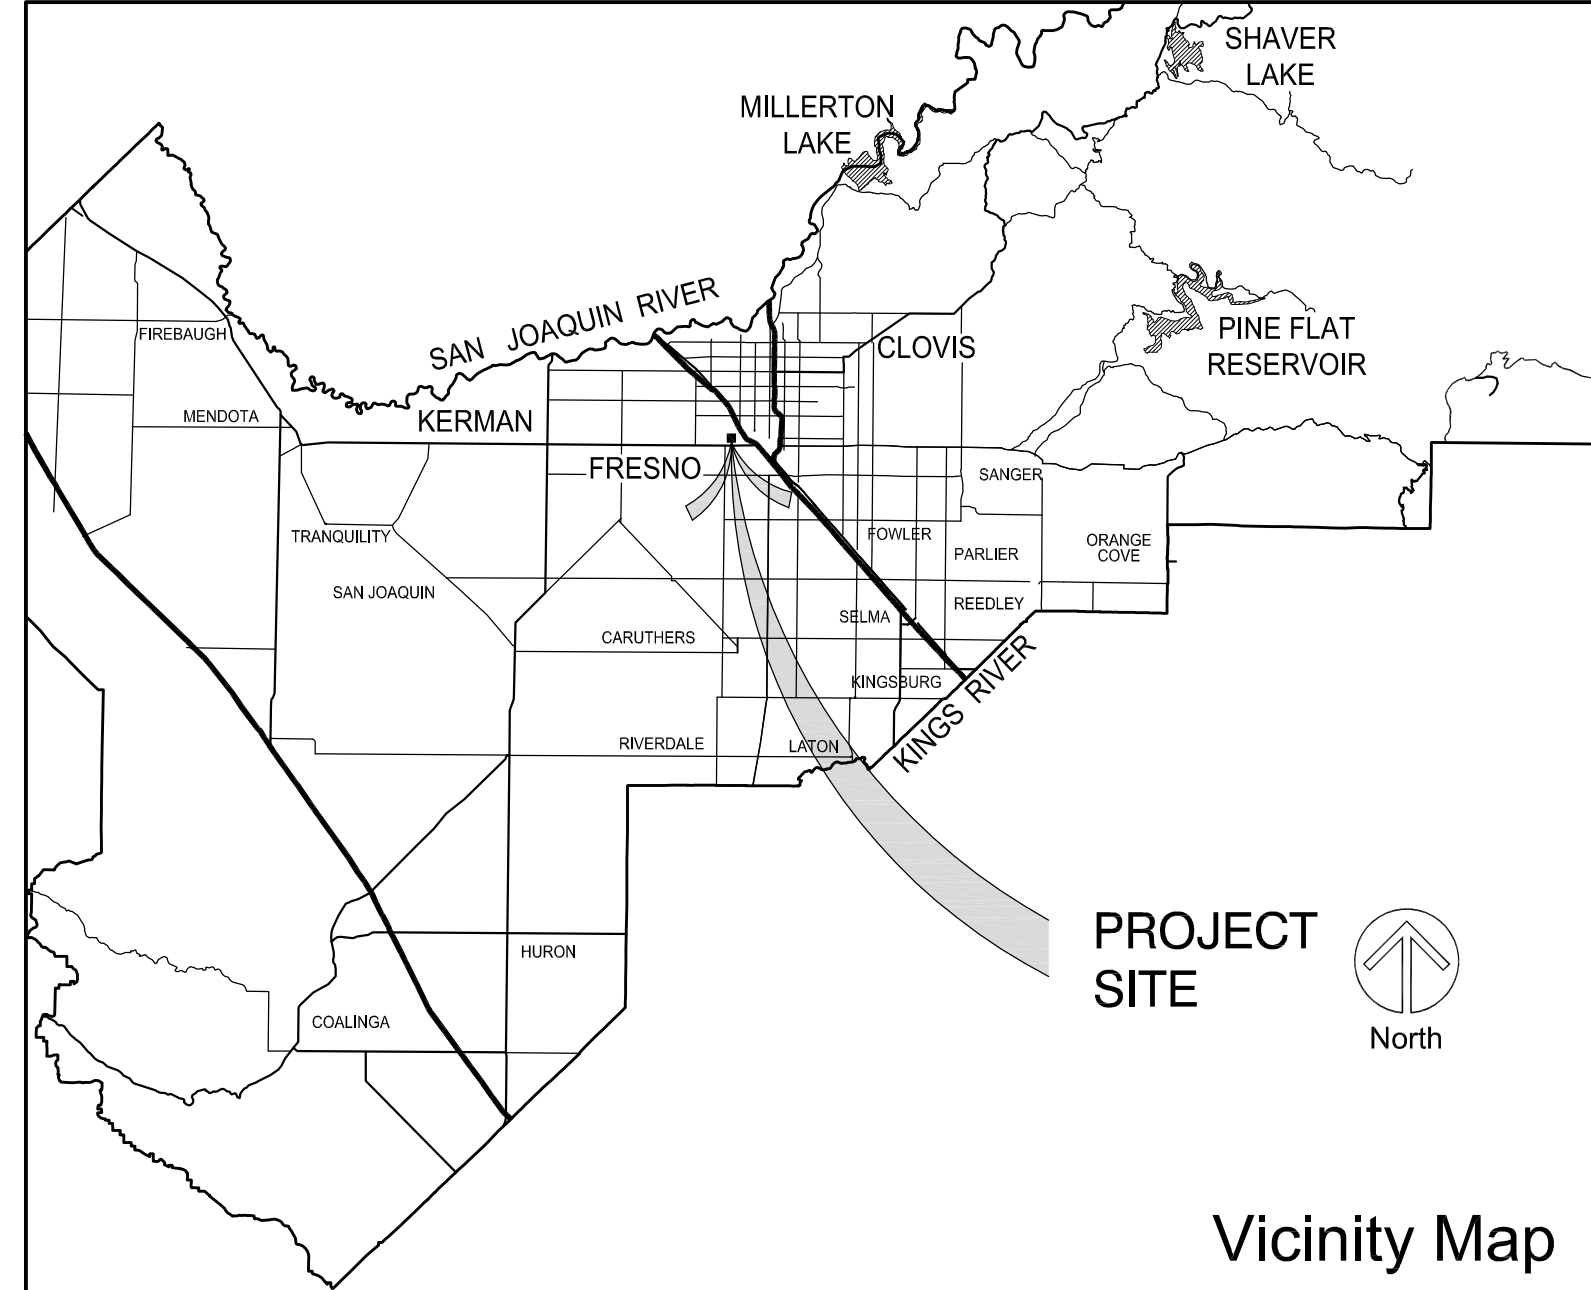 SHAVER
LAKE
MILLERTON
LAKE
SAN JOAQUIN RIVER
PINE FLAT
RESERVOIR
FIREBAUGH
CLOVIS
MENDOTA
KERMAN
FRESNO
SANGER
TRANQUILITY
FOWLER
PARLIER
ORANGE
COVE
SAN JOAQUIN
REEDLEY
SELMA
CARUTHERS
KINGSBURG
KINGS RIVER
RIVERDALE
LATON
PROJECT
SITE
HURON
COALINGA
North
Vicinity Map